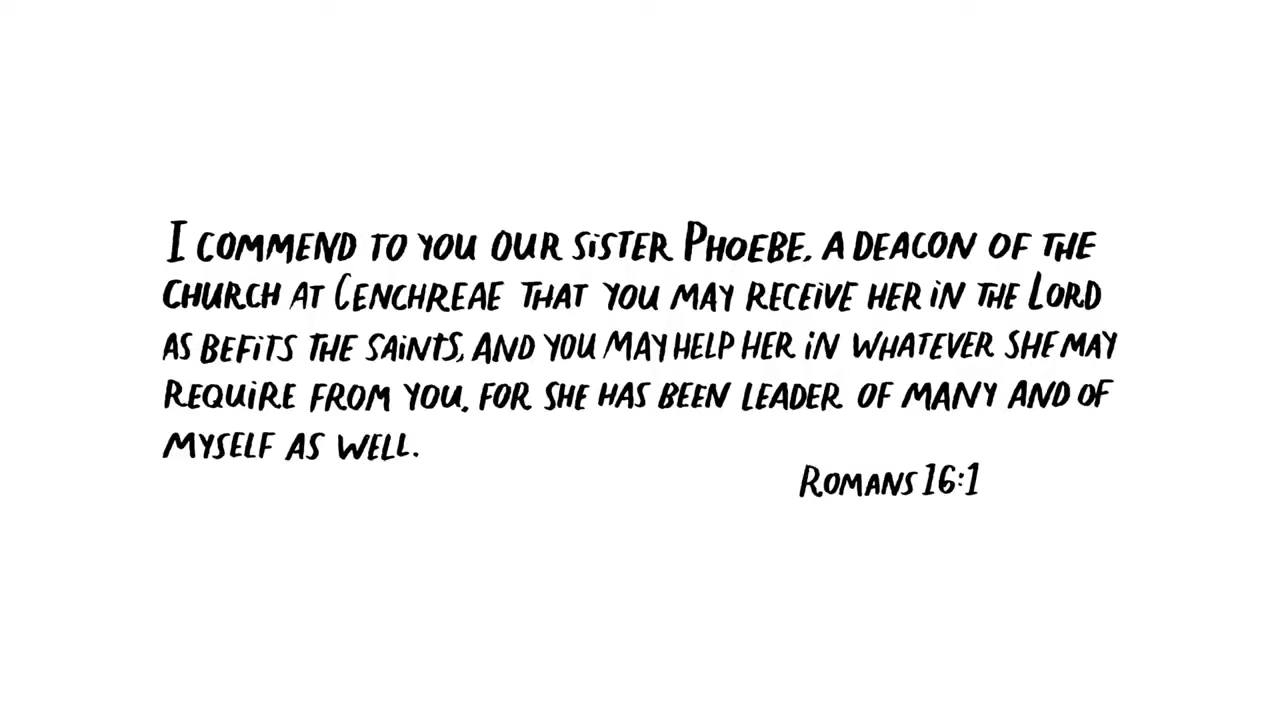 I COMMEND TO YOU OUR SISTER PHOEBE, A DEACON OF THE
CHURCH AT CENCHREAE THAT YOU MAY RECEIVE HER IN THE LORD
AS BEFITS THE SAINTS, AND YOU MAY HELP HER IN WHATEVER SHE MAY
REQUIRE FROM YOU, FOR SHE HAS BEEN LEADER OF MANY AND OF
MYSELF AS WELL.
ROMANS 16:1